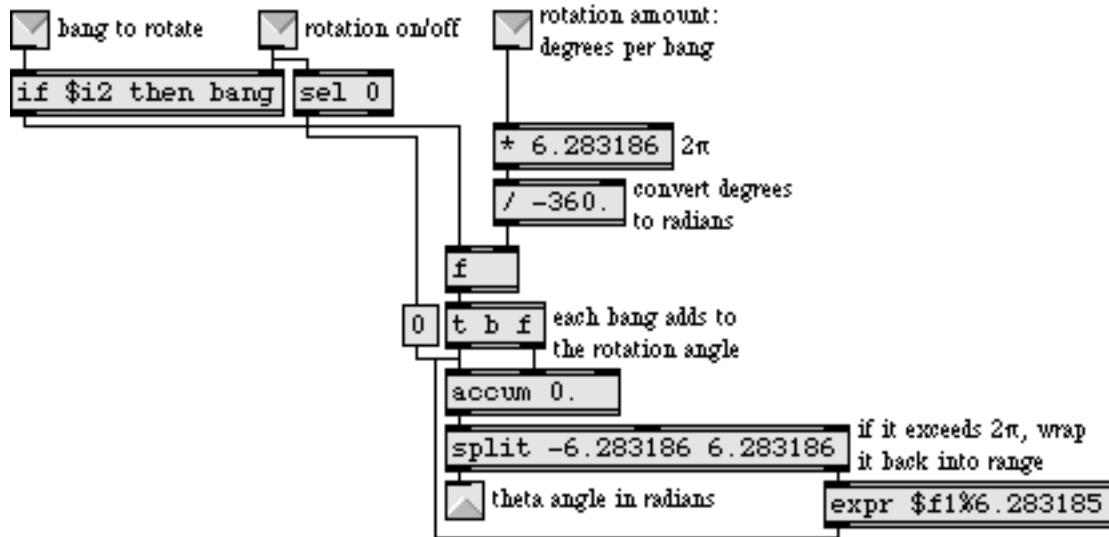 bang to rotate
rotation on/off
rotation amount:
degrees per bang
if $i2 then bang
sel 0
* 6.283186
2π
/ -360.
convert degrees
to radians
f
0
t b f
each bang adds to
the rotation angle
accum 0.
split -6.283186 6.283186
if it exceeds 2π, wrap
it back into range
theta angle in radians
expr $f1%6.283185